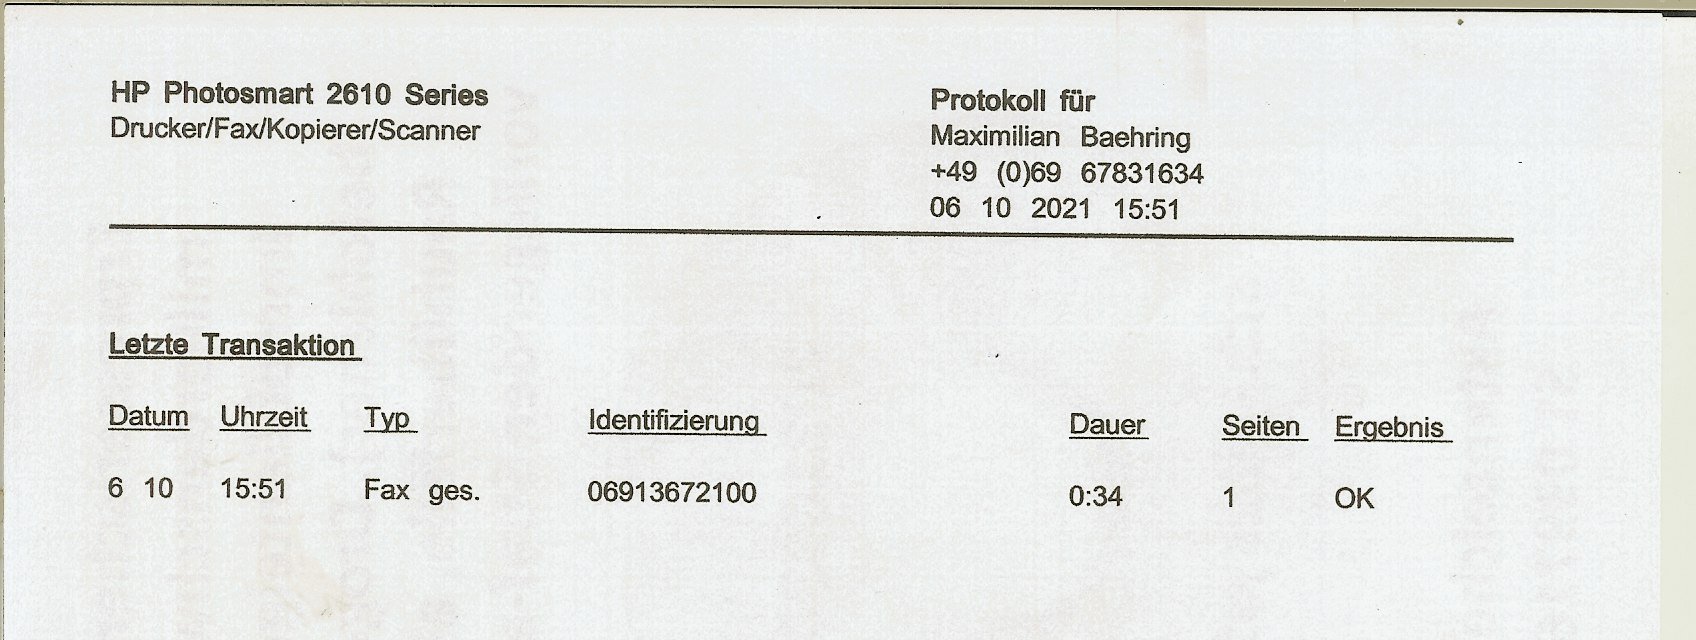 HP Photosmart 2610 Series
Drucker/Fax/Kopierer/Scanner
Protokoll für
Maximilian Baehring
+49 (0)69 67831634
06 10 2021 15:51
Letzte Transaktion
Datum Uhrzeit Typ Identifizierung Dauer Seiten Ergebnis
6 10 15:51 Fax ges. 06913672100 0:34 1 OK